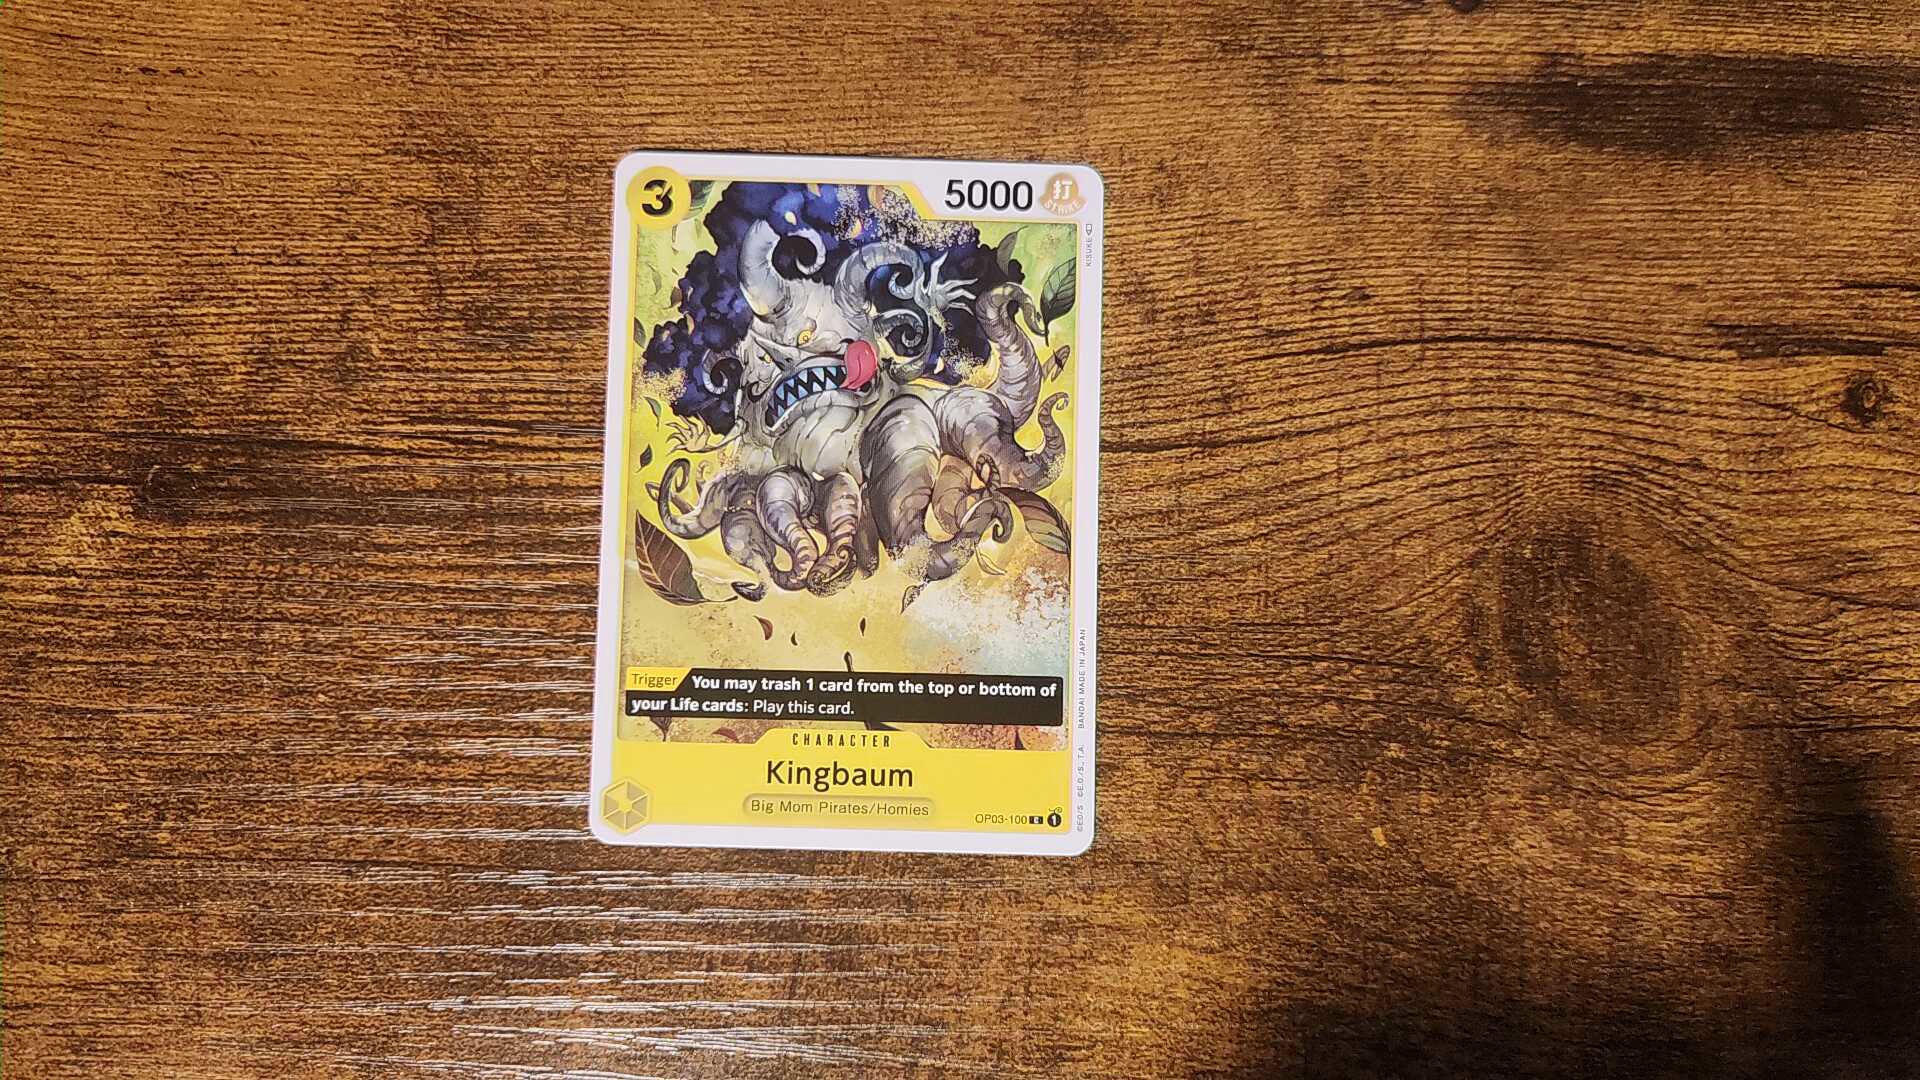 3
5000
打
STRIKE
KISUKE
Trigger You may trash 1 card from the top or bottom of
your Life cards: Play this card.
CHARACTER
Kingbaum
Big Mom Pirates/Homies
OP03-100 C 1
©E.O/S ©E.O./S., T.A. BANDAI MADE IN JAPAN